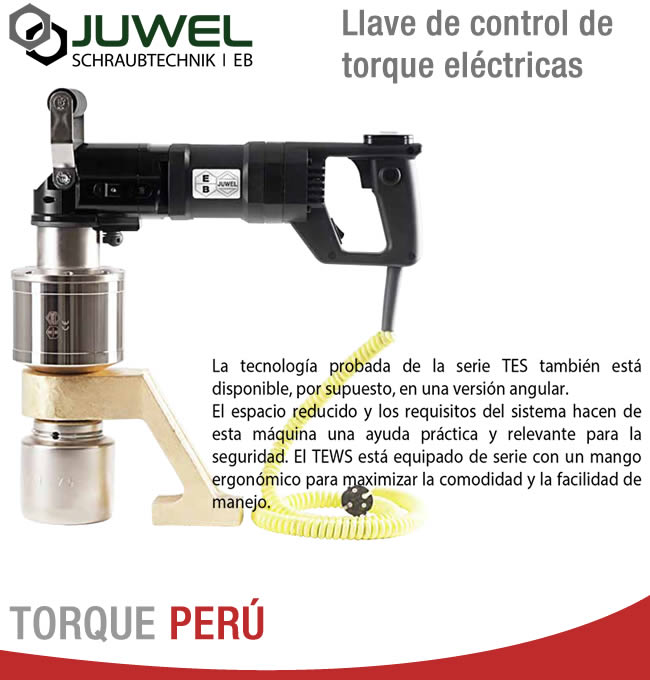 JUWEL
SCHRAUBTECHNIK | EB
Llave de control de
torque eléctricas
E
B
JUWEL
CE
La tecnología probada de la serie TES también está
disponible, por supuesto, en una versión angular.
El espacio reducido y los requisitos del sistema hacen de
esta máquina una ayuda práctica y relevante para la
seguridad. El TEWS está equipado de serie con un mango
ergonómico para maximizar la comodidad y la facilidad de
manejo.
TORQUE PERÚ